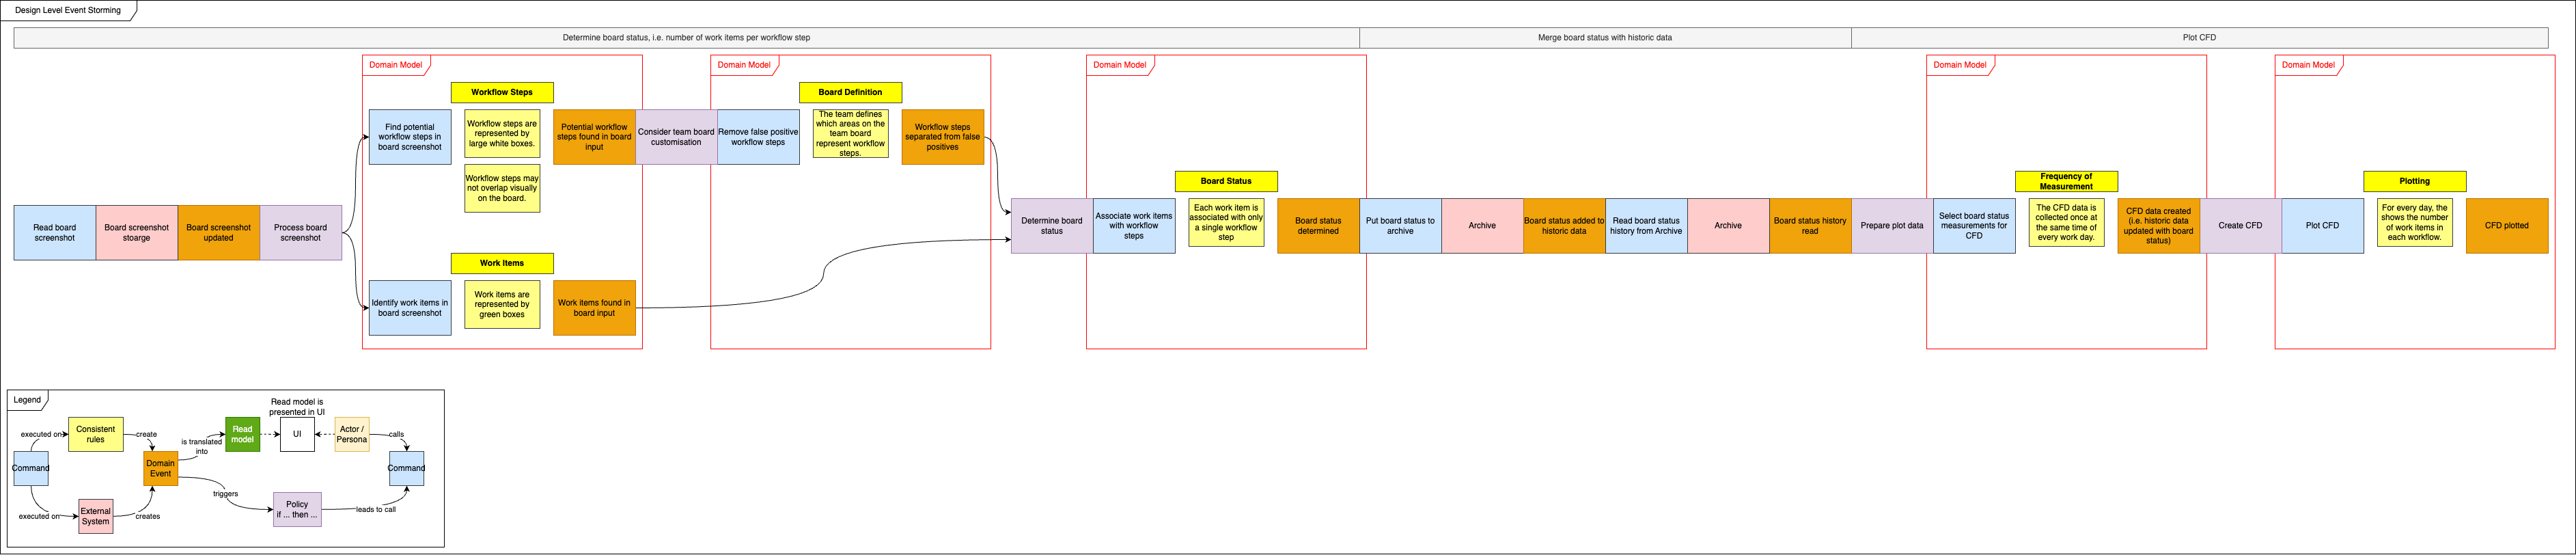 Design Level Event Storming
Determine board status, i.e. number of work items per workflow step
Merge board status with historic data
Plot CFD
Read board
screenshot
Board screenshot
stoarge
Board screenshot
updated
Process board
screenshot
Domain Model
Workflow Steps
Find potential
workflow steps in
board screenshot
Workflow steps are
represented by
large white boxes.
Workflow steps may
not overlap visually
on the board.
Potential workflow
steps found in board
input
Work Items
Identify work items in
board screenshot
Work items are
represented by
green boxes
Work items found in
board input
Consider team board
customisation
Domain Model
Board Definition
Remove false positive
workflow steps
The team defines
which areas on the
team board
represent workflow
steps.
Workflow steps
separated from false
positives
Determine board
status
Domain Model
Board Status
Associate work items
with workflow
steps
Each work item is
associated with only
a single workflow
step
Board status
determined
Put board status to
archive
Archive
Board status added to
historic data
Read board status
history from Archive
Archive
Board status history
read
Prepare plot data
Domain Model
Frequency of
Measurement
Select board status
measurements for
CFD
The CFD data is
collected once at
the same time of
every work day.
CFD data created
(i.e. historic data
updated with board
status)
Create CFD
Domain Model
Plotting
Plot CFD
For every day, the
shows the number
of work items in
each workflow.
CFD plotted
Legend
Command
executed on
Consistent
rules
create
executed on
External
System
creates
Domain
Event
is translated
into
Read
model
Read model is
presented in UI
UI
Actor /
Persona
calls
Command
triggers
Policy
if ... then ...
leads to call